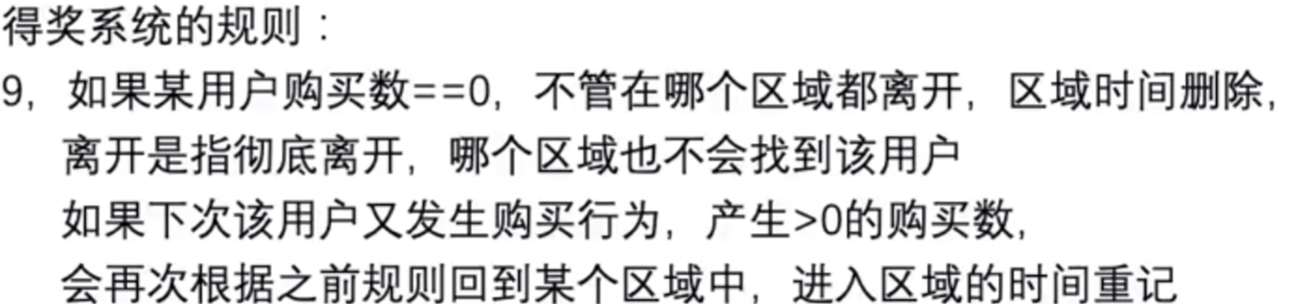 得奖系统的规则：
9，如果某用户购买数==0，不管在哪个区域都离开，区域时间删除，
离开是指彻底离开，哪个区域也不会找到该用户
如果下次该用户又发生购买行为，产生>0的购买数，
会再次根据之前规则回到某个区域中，进入区域的时间重记